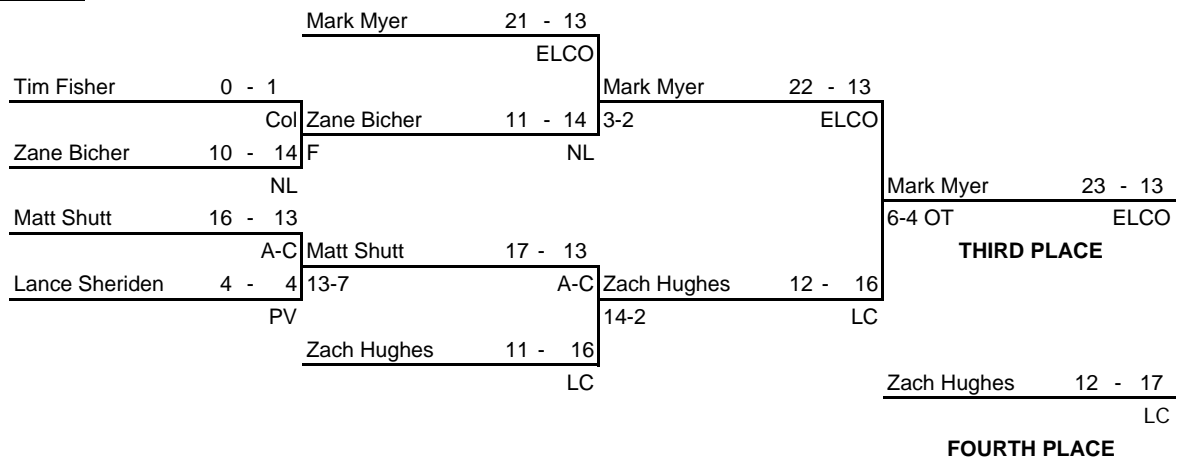 Mark Myer 21 - 13
ELCO
Tim Fisher 0 - 1 Mark Myer 22 - 13
Col Zane Bicher 11 - 14 3-2 ELCO
Zane Bicher 10 - 14 F NL
NL Mark Myer 23 - 13
Matt Shutt 16 - 13 6-4 OT ELCO
A-C Matt Shutt 17 - 13 THIRD PLACE
Lance Sheriden 4 - 4 13-7 A-C Zach Hughes 12 - 16
PV 14-2 LC
Zach Hughes 11 - 16
LC Zach Hughes 12 - 17
LC
FOURTH PLACE